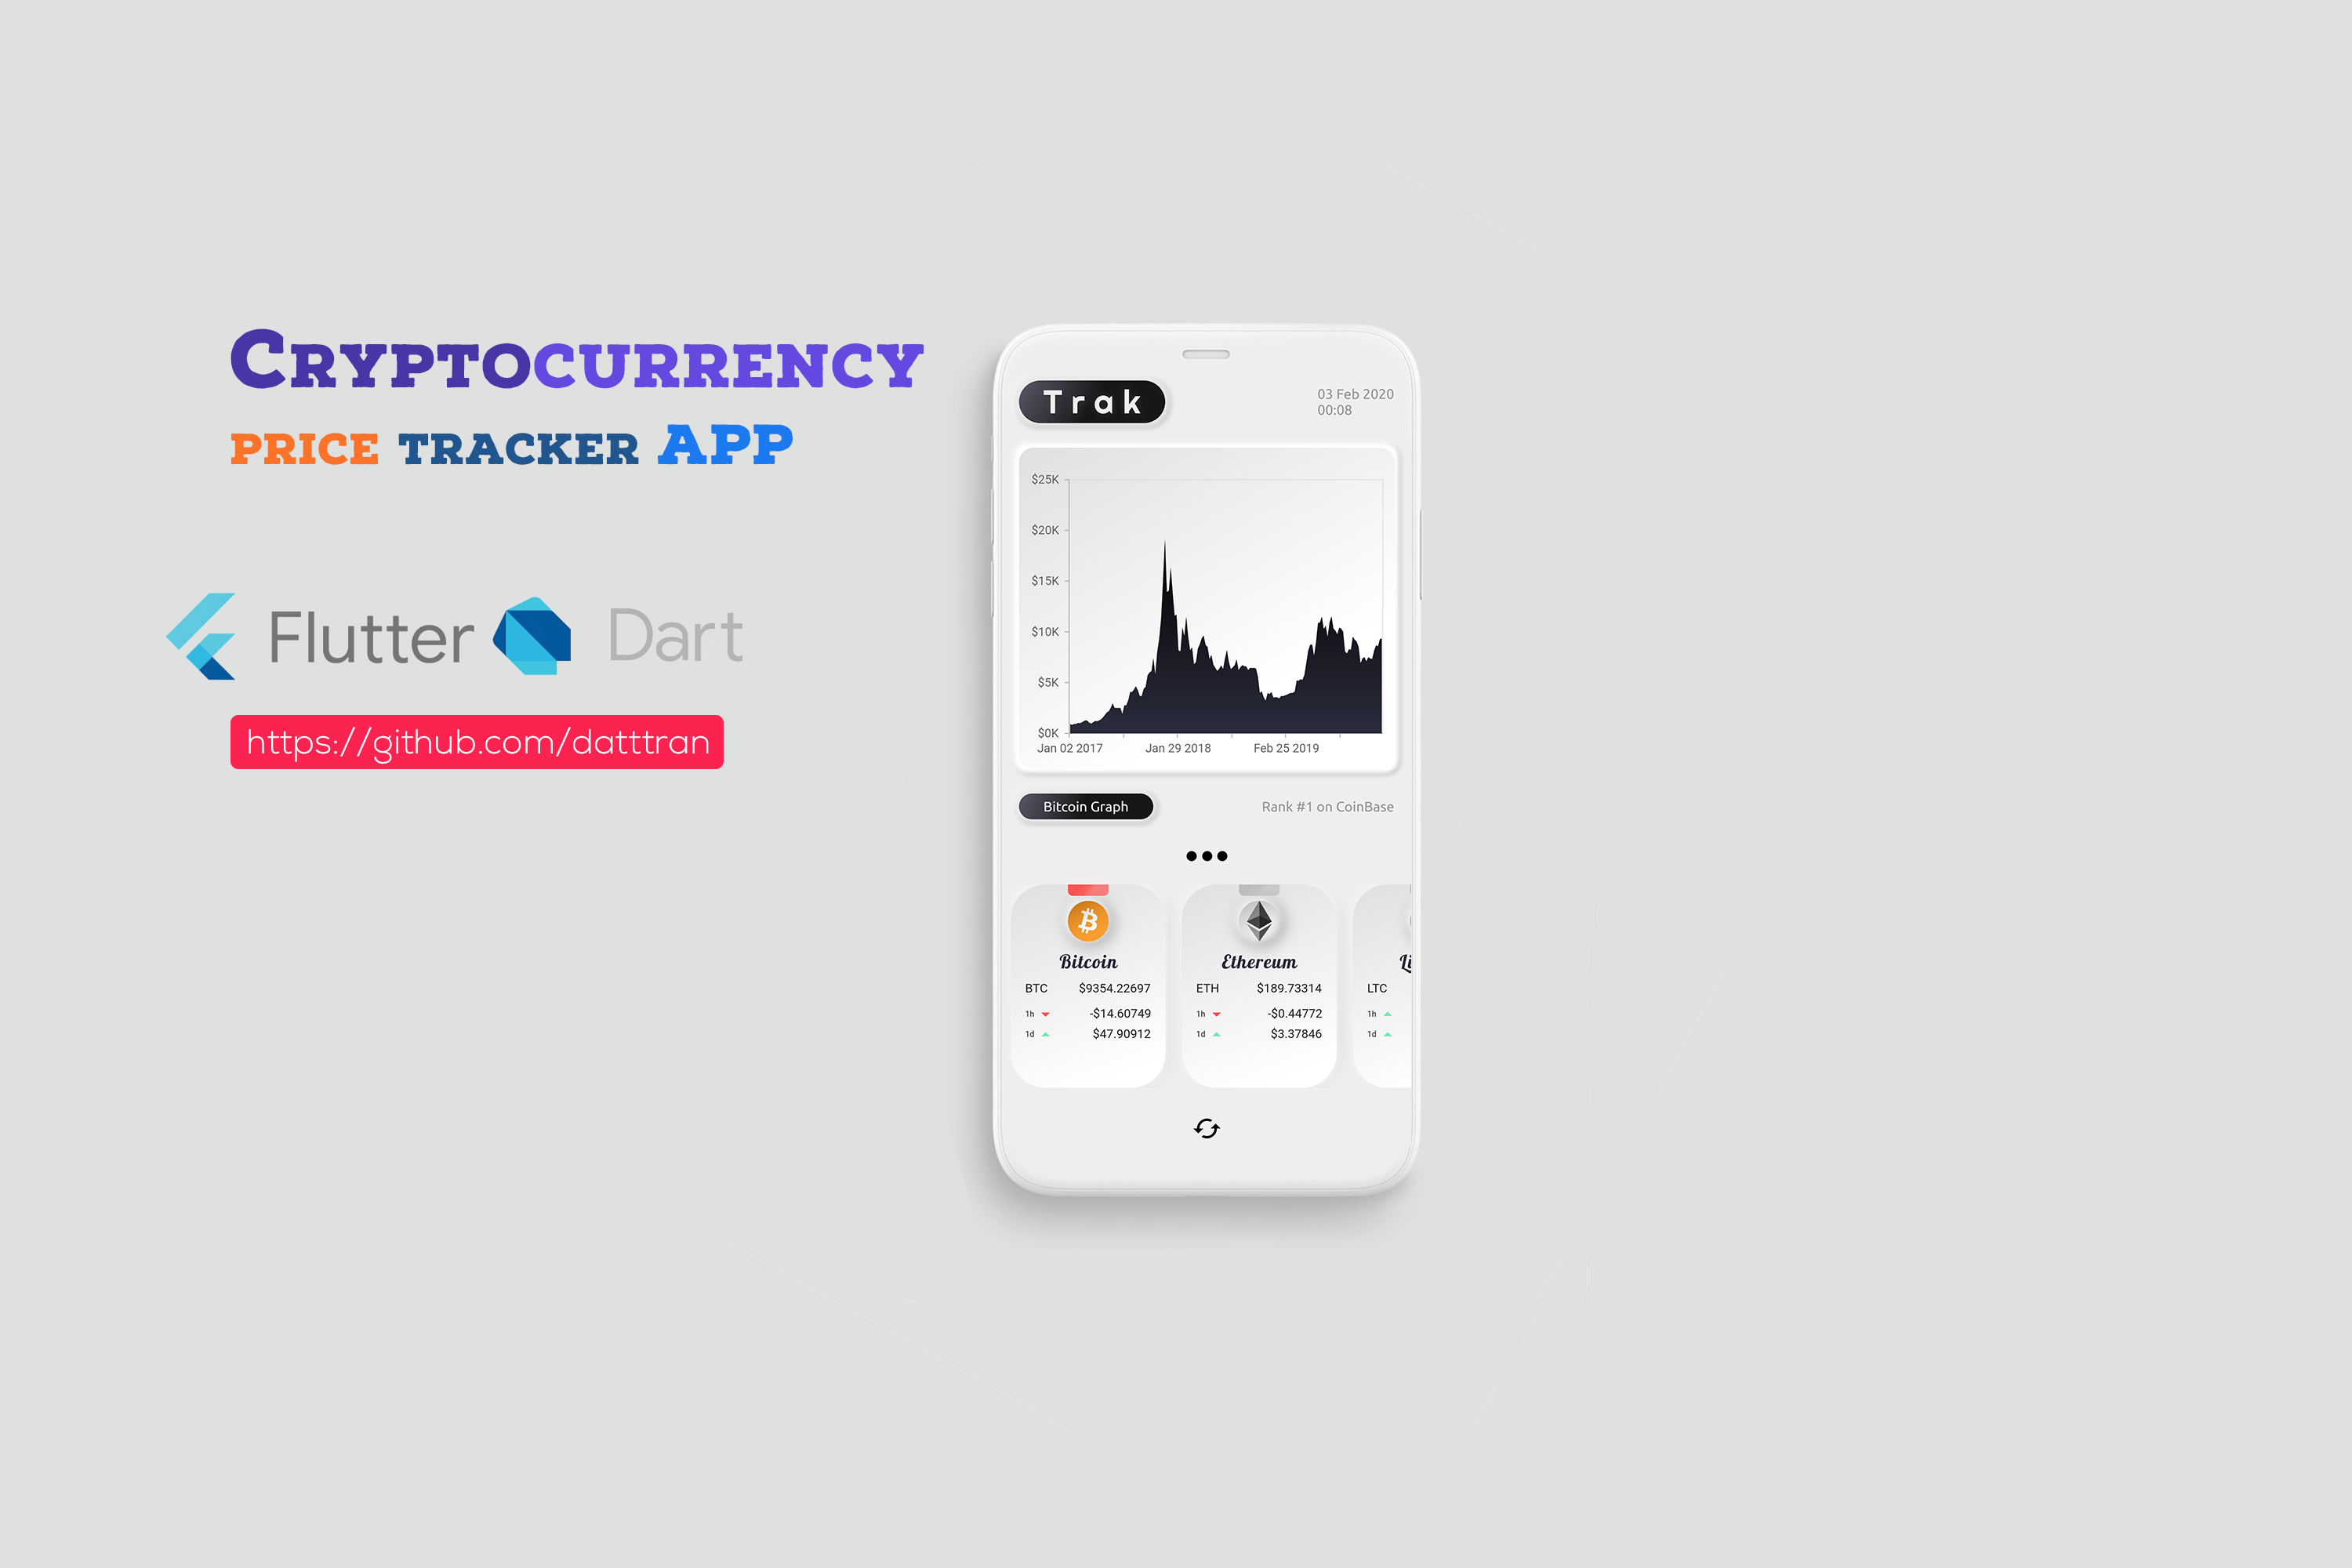 Cryptocurrency
price tracker APP
Flutter Dart
https://github.com/datttran
Trak
03 Feb 2020
00:08
$25K
$20K
$15K
$10K
$5K
$0K
Jan 02 2017 Jan 29 2018 Feb 25 2019
Bitcoin Graph Rank #1 on CoinBase
Bitcoin
BTC $9354.22697
1h -$14.60749
1d $47.90912
Ethereum
ETH $189.73314
1h -$0.44772
1d $3.37846
Li
LTC
1h
1d